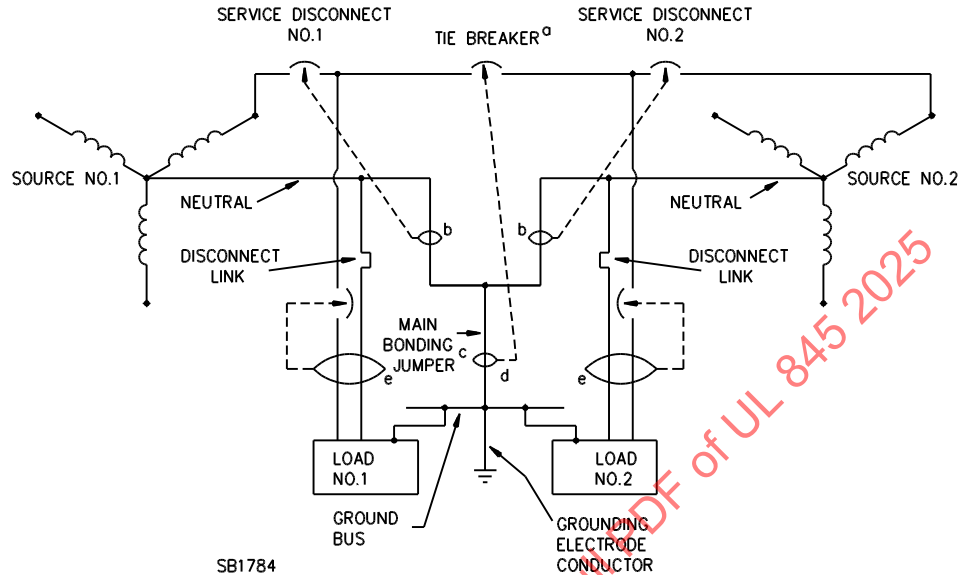 SERVICE DISCONNECT
NO.1
TIE BREAKER a
SERVICE DISCONNECT
NO.2
SOURCE NO.1
NEUTRAL
b
b
NEUTRAL
SOURCE NO.2
DISCONNECT
LINK
DISCONNECT
LINK
MAIN
BONDING
JUMPER
c
d
e
e
LOAD
NO.1
LOAD
NO.2
GROUND
BUS
GROUNDING
ELECTRODE
CONDUCTOR
SB1784
PDF of UL 845 2025